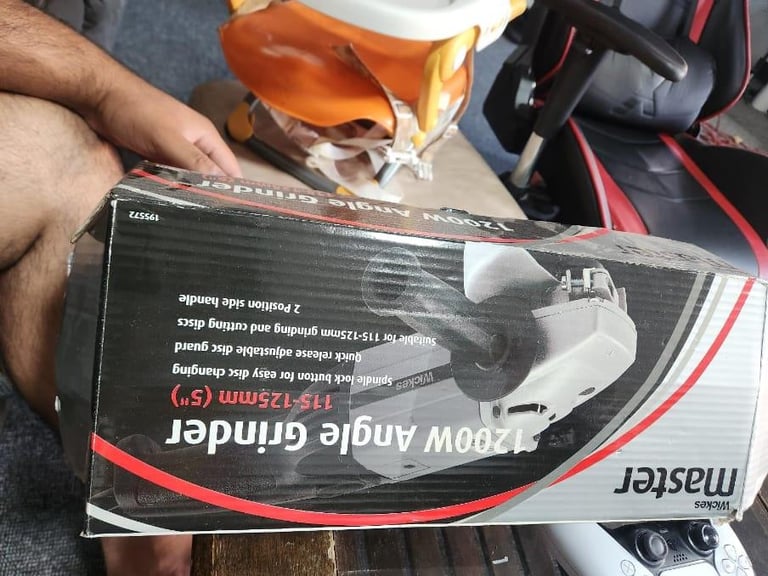 Wickes
master
1200W Angle Grinder
115-125mm (5")
Spindle lock button for easy disc changing
Quick release adjustable disc guard
Suitable for 115-125mm grinding and cutting discs
2 Position side handle
Wickes
195572
1200W Angle Grinder